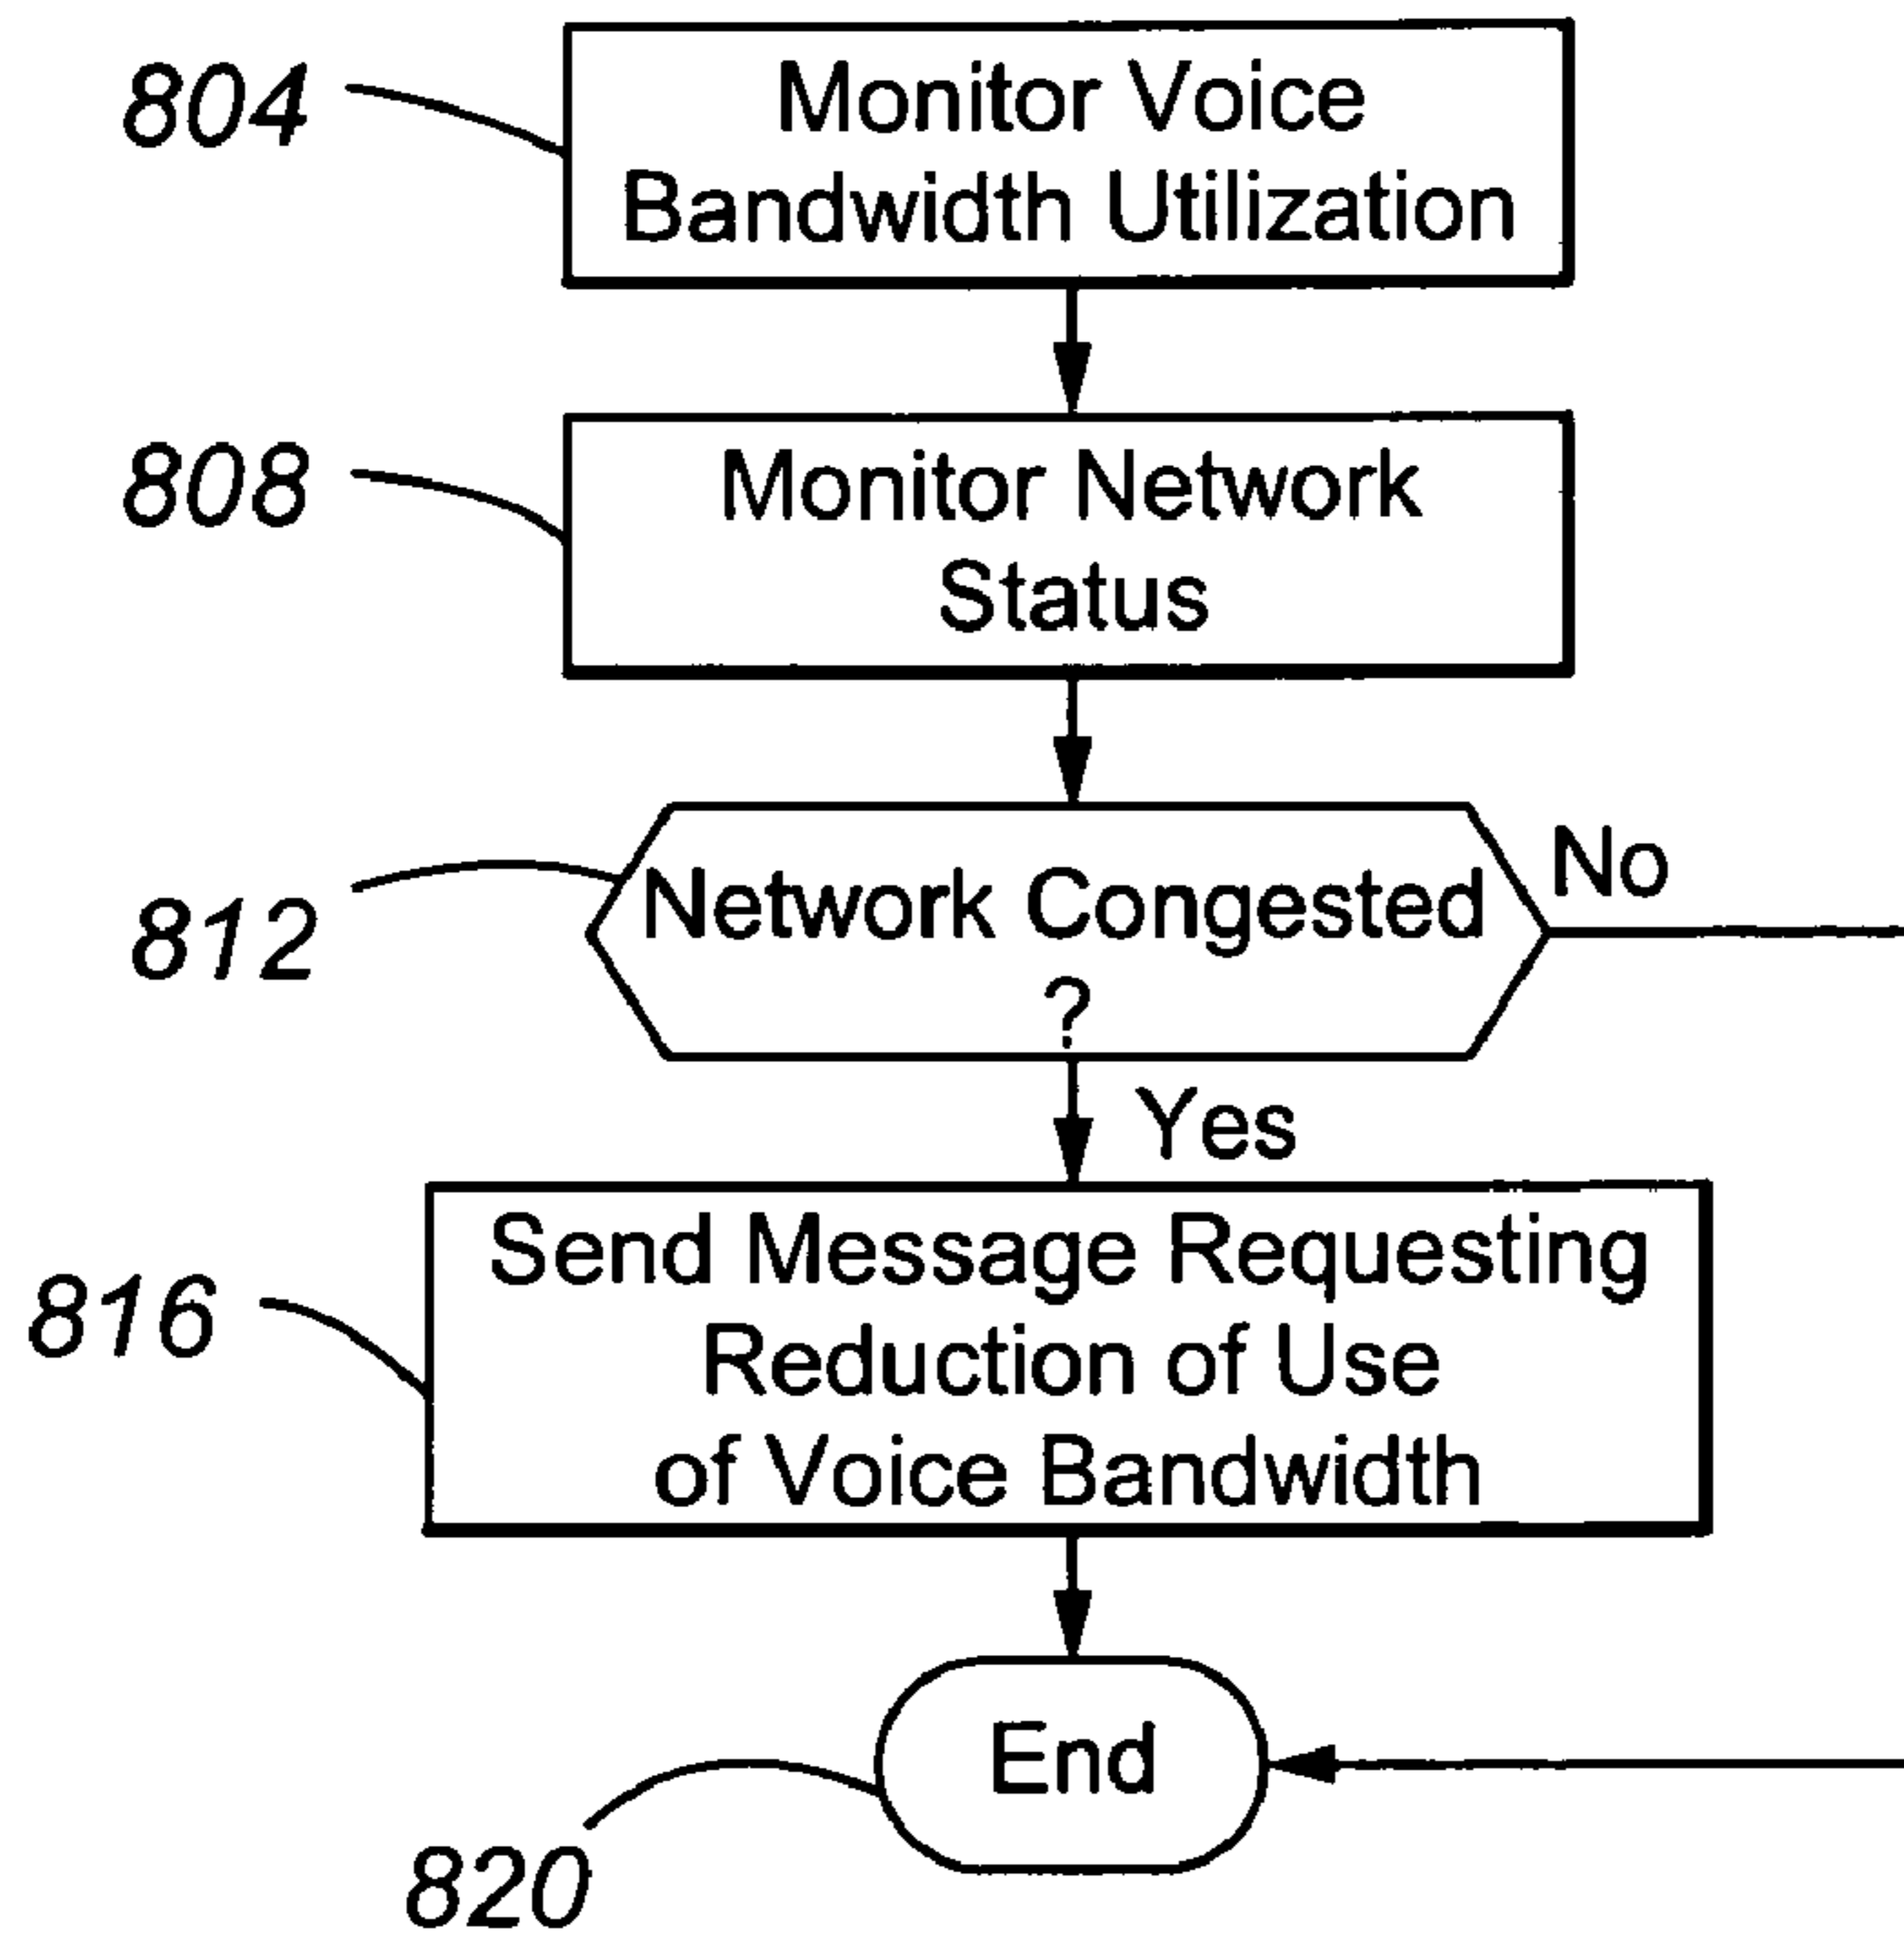 804
Monitor Voice
Bandwidth Utilization
808
Monitor Network
Status
812
Network Congested
?
No
Yes
816
Send Message Requesting
Reduction of Use
of Voice Bandwidth
End
820